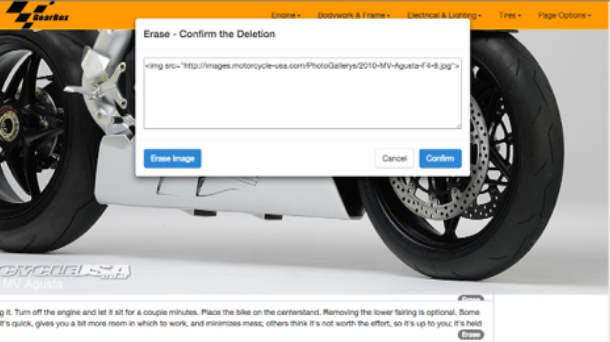 GearBox
Engine
Bodywork & Frame
Electrical & Lighting
Tires
Page Options
Erase - Confirm the Deletion
<img src="http://images.motorcycle-usa.com/PhotoGallerys/2010-MV-Agusta-F4-8.jpg">
Erase Image
Cancel
Confirm
CYCLE-USA
MV Agusta
Erase
g it. Turn off the engine and let it sit for a couple minutes. Place the bike on the centerstand. Removing the lower fairing is optional. Some
it's quick, gives you a bit more room in which to work, and minimizes mess; others think it's not worth the effort, so it's up to you; it's held
Erase